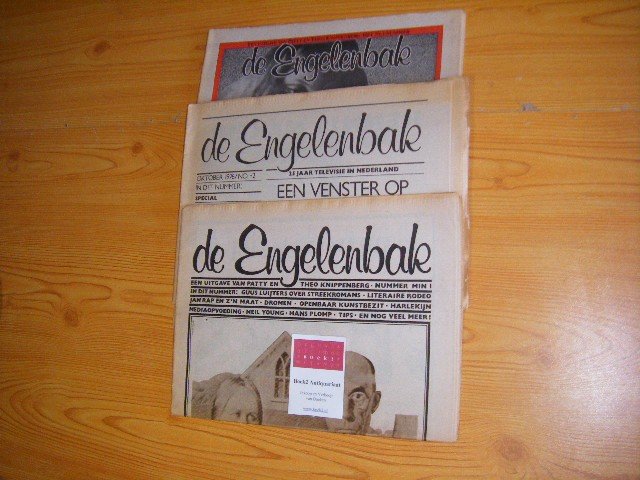 de Engelenbak
de Engelenbak
OKTOBER 1976/NO. 2
25 JAAR TELEVISIE IN NEDERLAND
IN DIT NUMMER:
EEN VENSTER OP
SPECIAL
de Engelenbak
EEN UITGAVE VAN PATTY EN THEO KNIPPENBERG · NUMMER MIN 1
IN DIT NUMMER: GUUS LUIJTERS OVER STREEKROMANS · LITERAIRE RODEO
JAN RAP EN Z'N MAAT · DROMEN · OPENBAAR KUNSTBEZIT · HARLEKIJN
MEDIAOPVOEDING · NEIL YOUNG · HANS PLOMP · TIPS · EN NOG VEEL MEER!
BOEK2
Boek2 Antiquariaat